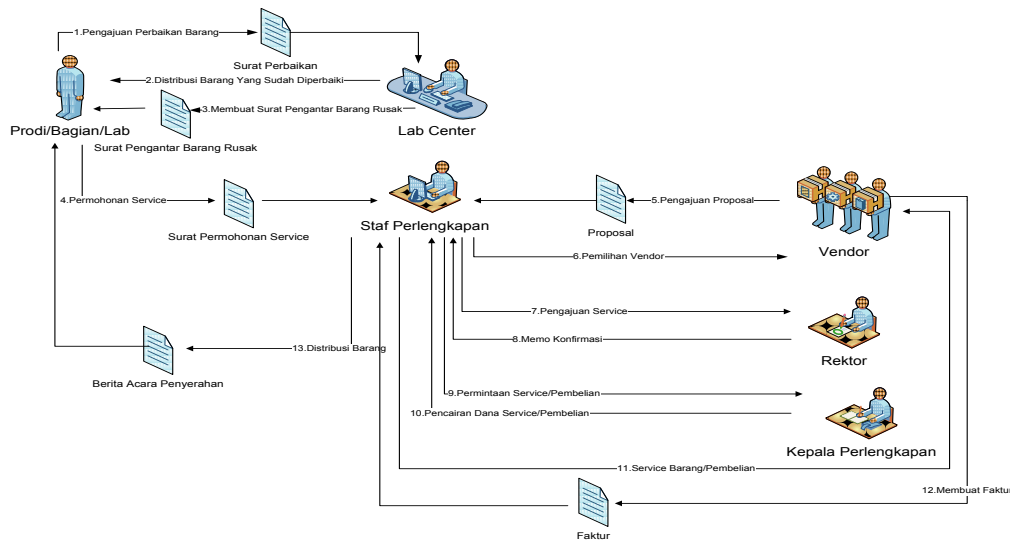 1.Pengajuan Perbaikan Barang
Surat Perbaikan
2.Distribusi Barang Yang Sudah Diperbaiki
3.Membuat Surat Pengantar Barang Rusak
Prodi/Bagian/Lab
Lab Center
Surat Pengantar Barang Rusak
4.Permohonan Service
Surat Permohonan Service
Staf Perlengkapan
5.Pengajuan Proposal
Proposal
Vendor
6.Pemilihan Vendor
7.Pengajuan Service
8.Memo Konfirmasi
Rektor
13.Distribusi Barang
Berita Acara Penyerahan
9.Permintaan Service/Pembelian
10.Pencairan Dana Service/Pembelian
Kepala Perlengkapan
11.Service Barang/Pembelian
12.Membuat Faktur
Faktur